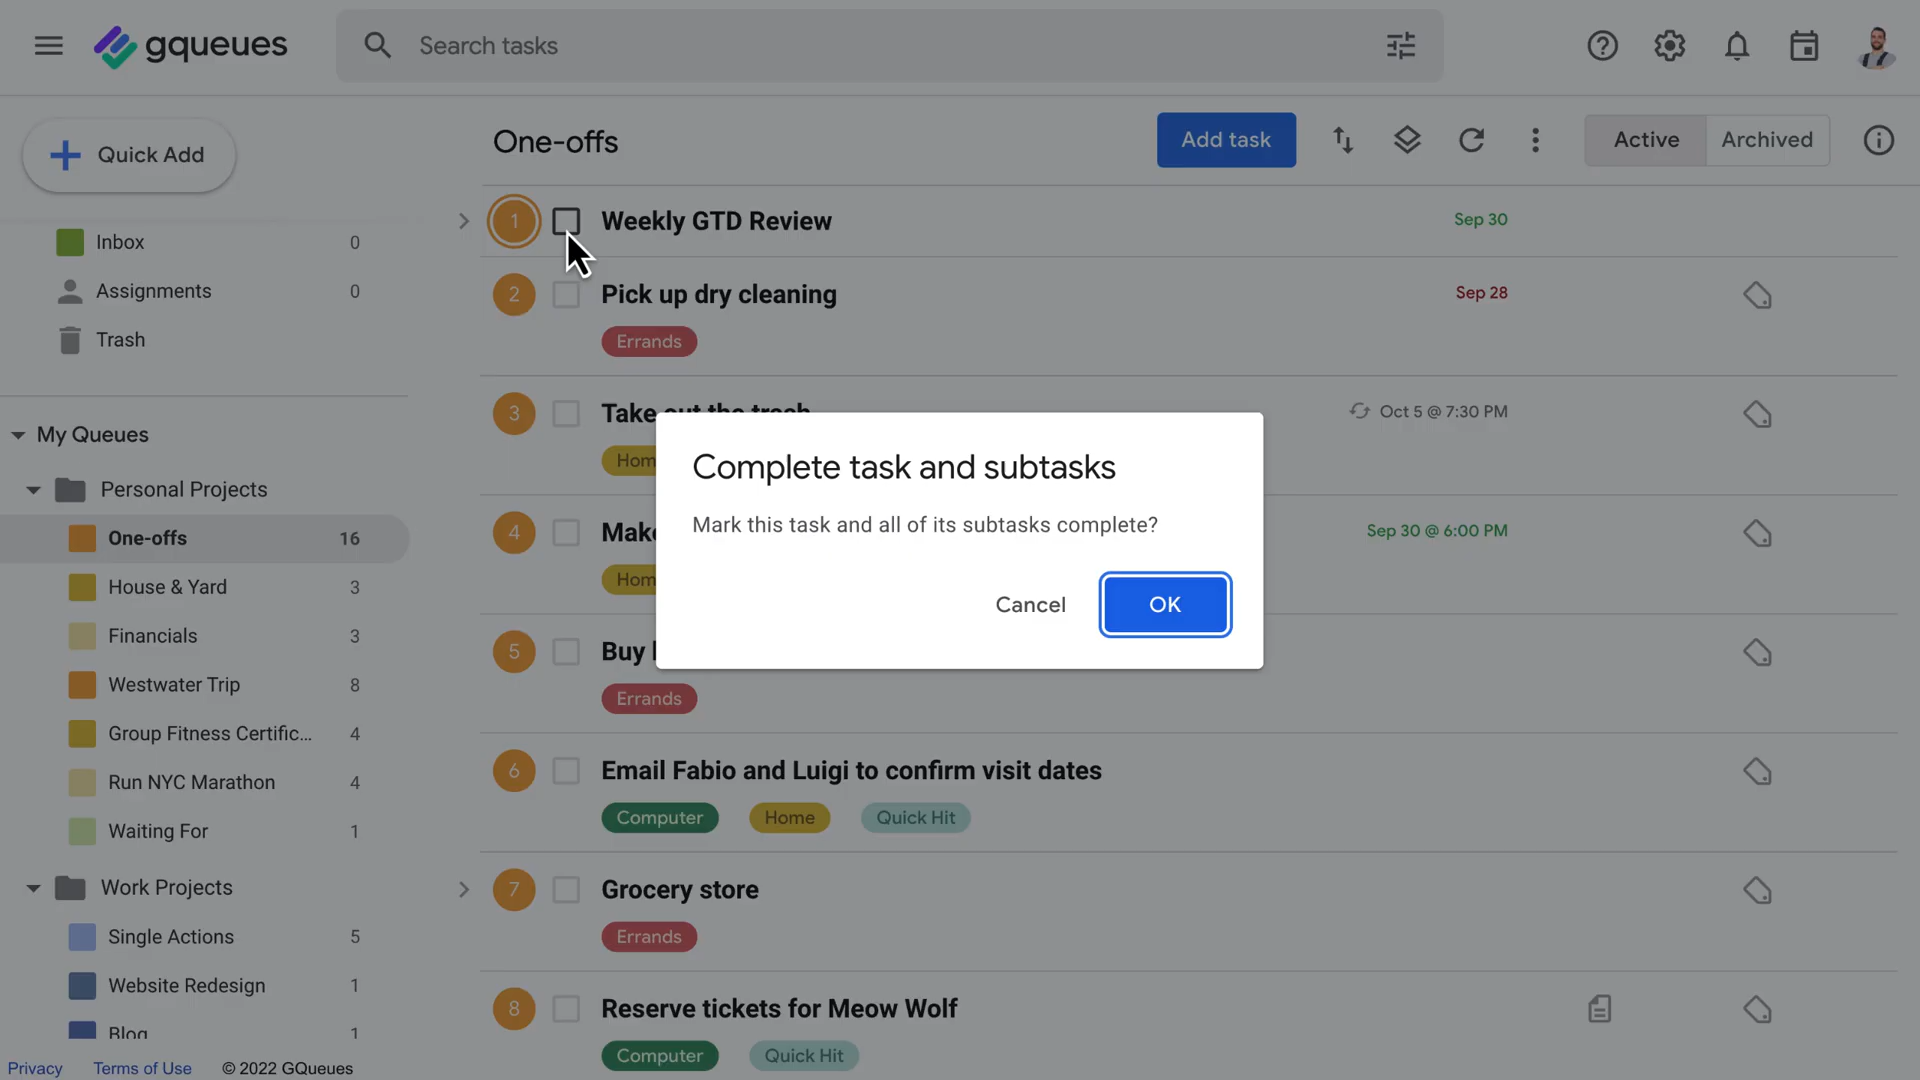 gqueues
Search tasks
Quick Add
Inbox 0
Assignments 0
Trash
My Queues
Personal Projects
One-offs 16
House & Yard 3
Financials 3
Westwater Trip 8
Group Fitness Certific... 4
Run NYC Marathon 4
Waiting For 1
Work Projects
Single Actions 5
Website Redesign 1
Blog 1
Privacy Terms of Use © 2022 GQueues
One-offs
Add task
Active Archived
1 Weekly GTD Review Sep 30
2 Pick up dry cleaning Sep 28
Errands
3 Take out the trash Oct 5 @ 7:30 PM
Hom
4 Make Sep 30 @ 6:00 PM
Hom
5 Buy
Errands
6 Email Fabio and Luigi to confirm visit dates
Computer Home Quick Hit
7 Grocery store
Errands
8 Reserve tickets for Meow Wolf
Computer Quick Hit
Complete task and subtasks
Mark this task and all of its subtasks complete?
Cancel OK